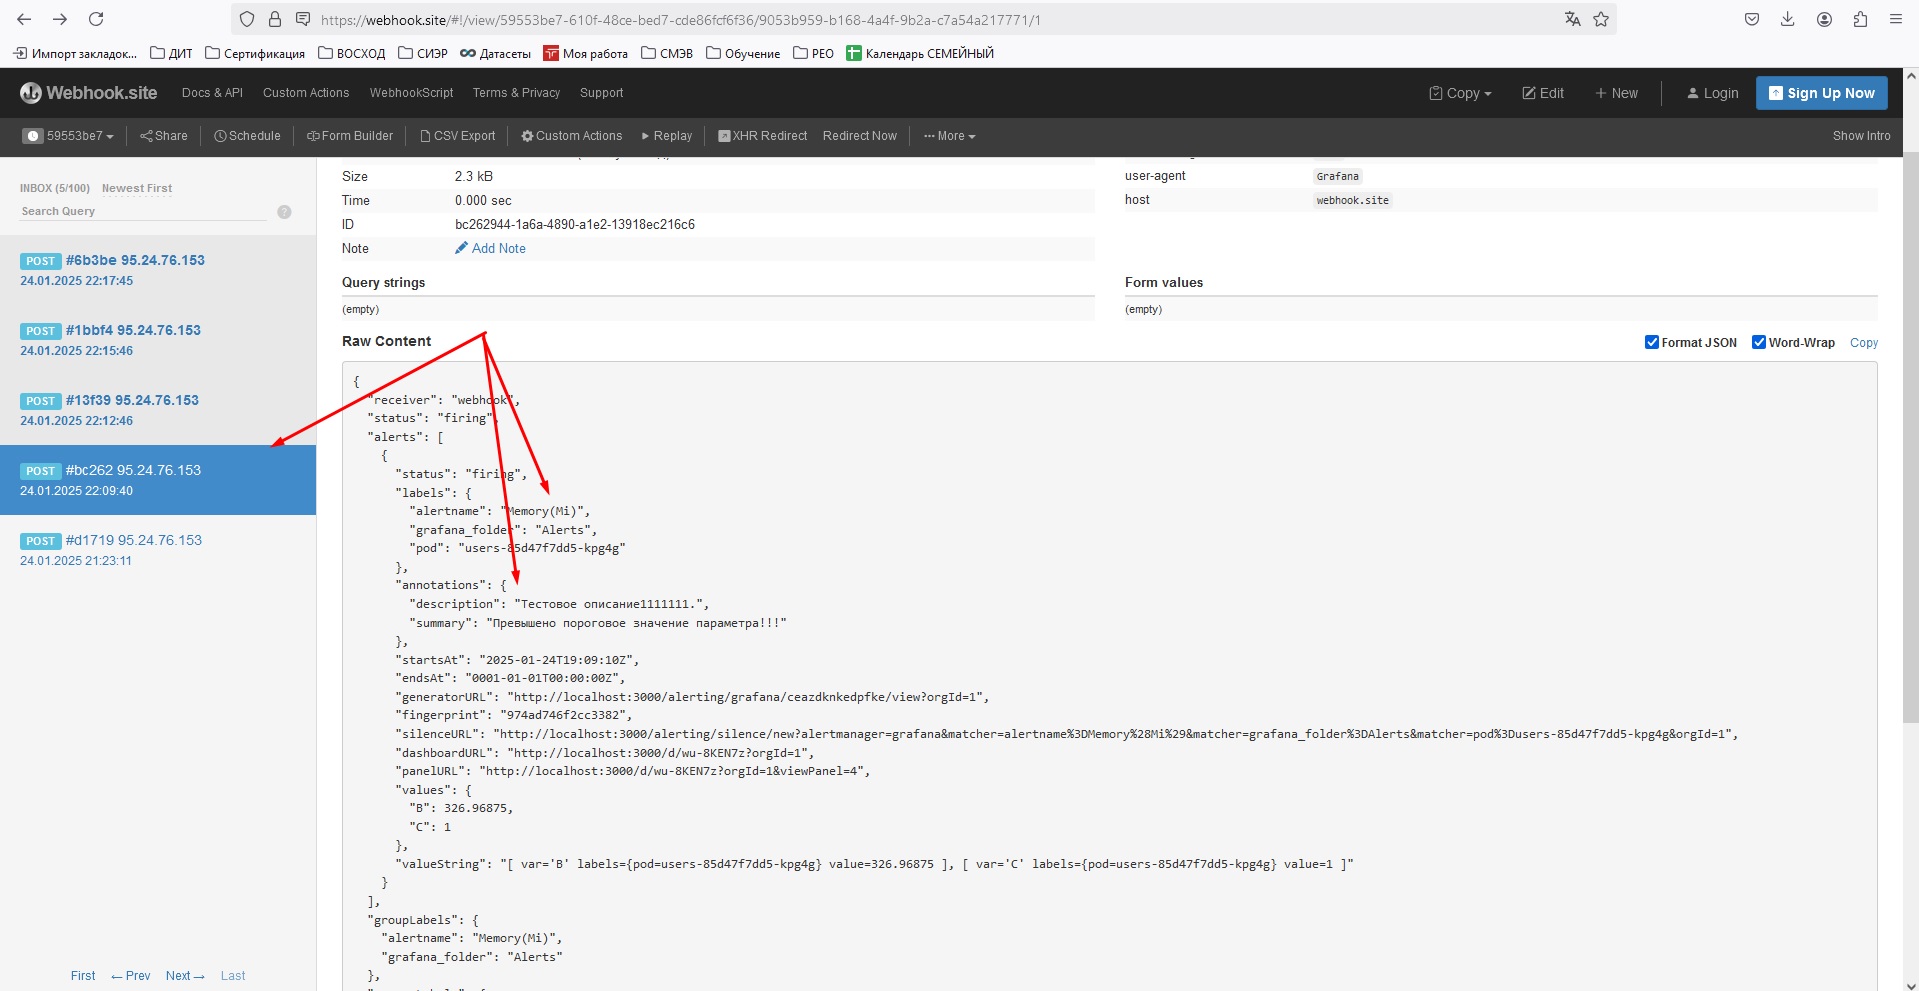 https://webhook.site/#!/view/59553be7-610f-48ce-bed7-cde86fcf6f36/9053b959-b168-4a4f-9b2a-c7a54a217771/1
Импорт закладок... ДИТ Сертификация ВОСХОД СИЭР Датасеты Моя работа СМЭВ Обучение РЕО Календарь СЕМЕЙНЫЙ
Webhook.site Docs & API Custom Actions WebhookScript Terms & Privacy Support Copy Edit + New Login Sign Up Now
59553be7 Share Schedule Form Builder CSV Export Custom Actions Replay XHR Redirect Redirect Now ··· More Show Intro
INBOX (5/100) Newest First
Search Query ?
POST #6b3be 95.24.76.153
24.01.2025 22:17:45
POST #1bbf4 95.24.76.153
24.01.2025 22:15:46
POST #13f39 95.24.76.153
24.01.2025 22:12:46
POST #bc262 95.24.76.153
24.01.2025 22:09:40
POST #d1719 95.24.76.153
24.01.2025 21:23:11
First ← Prev Next → Last
Size 2.3 kB
Time 0.000 sec
ID bc262944-1a6a-4890-a1e2-13918ec216c6
Note Add Note
user-agent Grafana
host webhook.site
Query strings
(empty)
Form values
(empty)
Raw Content
Format JSON Word-Wrap Copy
{
"receiver": "webhook",
"status": "firing",
"alerts": [
{
"status": "firing",
"labels": {
"alertname": "Memory(Mi)",
"grafana_folder": "Alerts",
"pod": "users-85d47f7dd5-kpg4g"
},
"annotations": {
"description": "Тестовое описание1111111.",
"summary": "Превышено пороговое значение параметра!!!"
},
"startsAt": "2025-01-24T19:09:10Z",
"endsAt": "0001-01-01T00:00:00Z",
"generatorURL": "http://localhost:3000/alerting/grafana/ceazdknkedpfke/view?orgId=1",
"fingerprint": "974ad746f2cc3382",
"silenceURL": "http://localhost:3000/alerting/silence/new?alertmanager=grafana&matcher=alertname%3DMemory%28Mi%29&matcher=grafana_folder%3DAlerts&matcher=pod%3Dusers-85d47f7dd5-kpg4g&orgId=1",
"dashboardURL": "http://localhost:3000/d/wu-8KEN7z?orgId=1",
"panelURL": "http://localhost:3000/d/wu-8KEN7z?orgId=1&viewPanel=4",
"values": {
"B": 326.96875,
"C": 1
},
"valueString": "[ var='B' labels={pod=users-85d47f7dd5-kpg4g} value=326.96875 ], [ var='C' labels={pod=users-85d47f7dd5-kpg4g} value=1 ]"
}
],
"groupLabels": {
"alertname": "Memory(Mi)",
"grafana_folder": "Alerts"
},